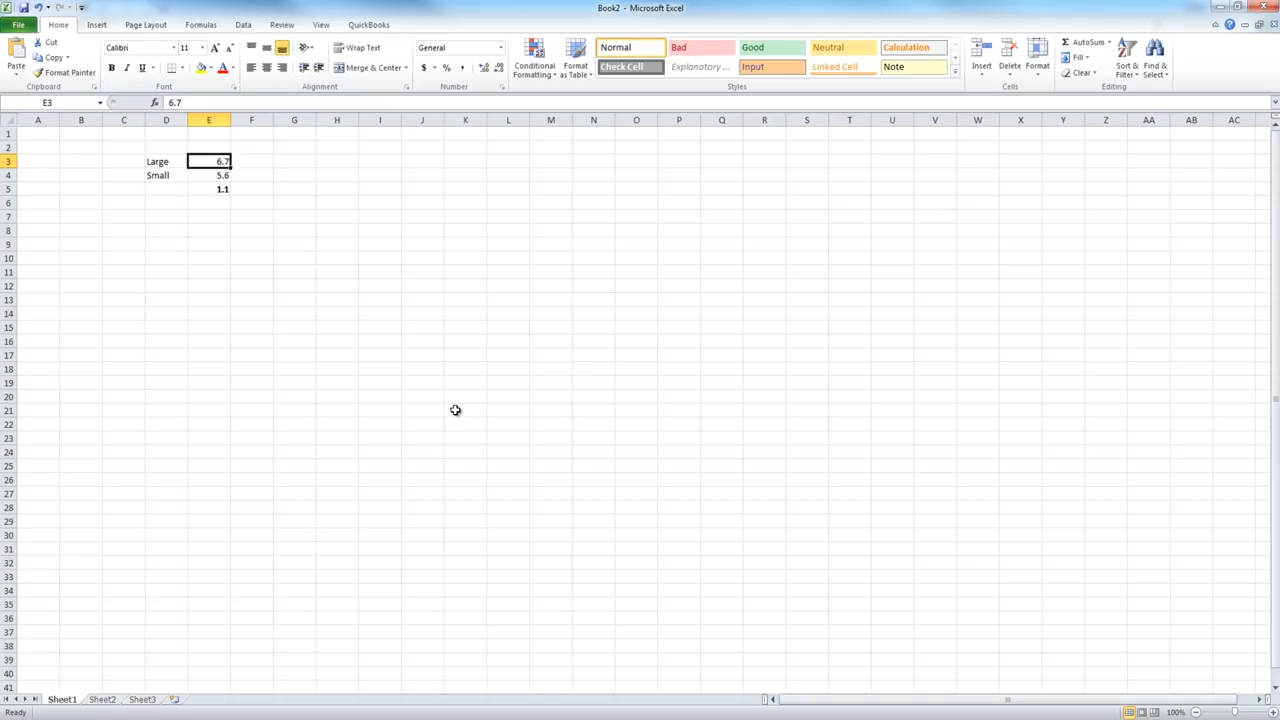 Book2 - Microsoft Excel
File Home Insert Page Layout Formulas Data Review View QuickBooks
Paste
Cut
Copy
Format Painter
Clipboard
Calibri 11
B I U
Font
Wrap Text
Merge & Center
Alignment
General
$ % ,
Number
Conditional Formatting
Format as Table
Normal Bad Good Neutral Calculation
Check Cell Explanatory ... Input Linked Cell Note
Styles
Insert Delete Format
Cells
Σ AutoSum
Fill
Clear
Sort & Filter
Find & Select
Editing
E3 fx 6.7
A B C D E F G H I J K L M N O P Q R S T U V W X Y Z AA AB AC
1
2
3 Large 6.7
4 Small 5.6
5 1.1
6
7
8
9
10
11
12
13
14
15
16
17
18
19
20
21
22
23
24
25
26
27
28
29
30
31
32
33
34
35
36
37
38
39
40
41
Sheet1 Sheet2 Sheet3
Ready 100%